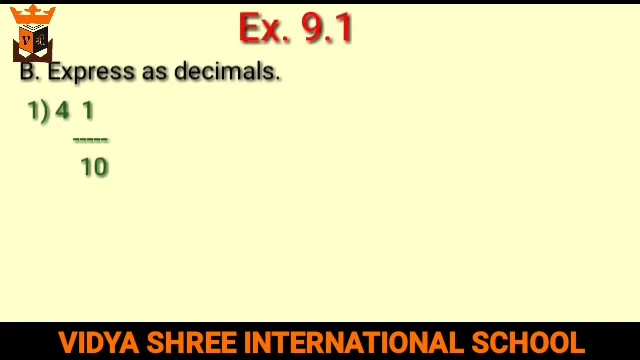 Ex. 9.1
B. Express as decimals.
1) 4 1
-----
10
VIDYA SHREE INTERNATIONAL SCHOOL